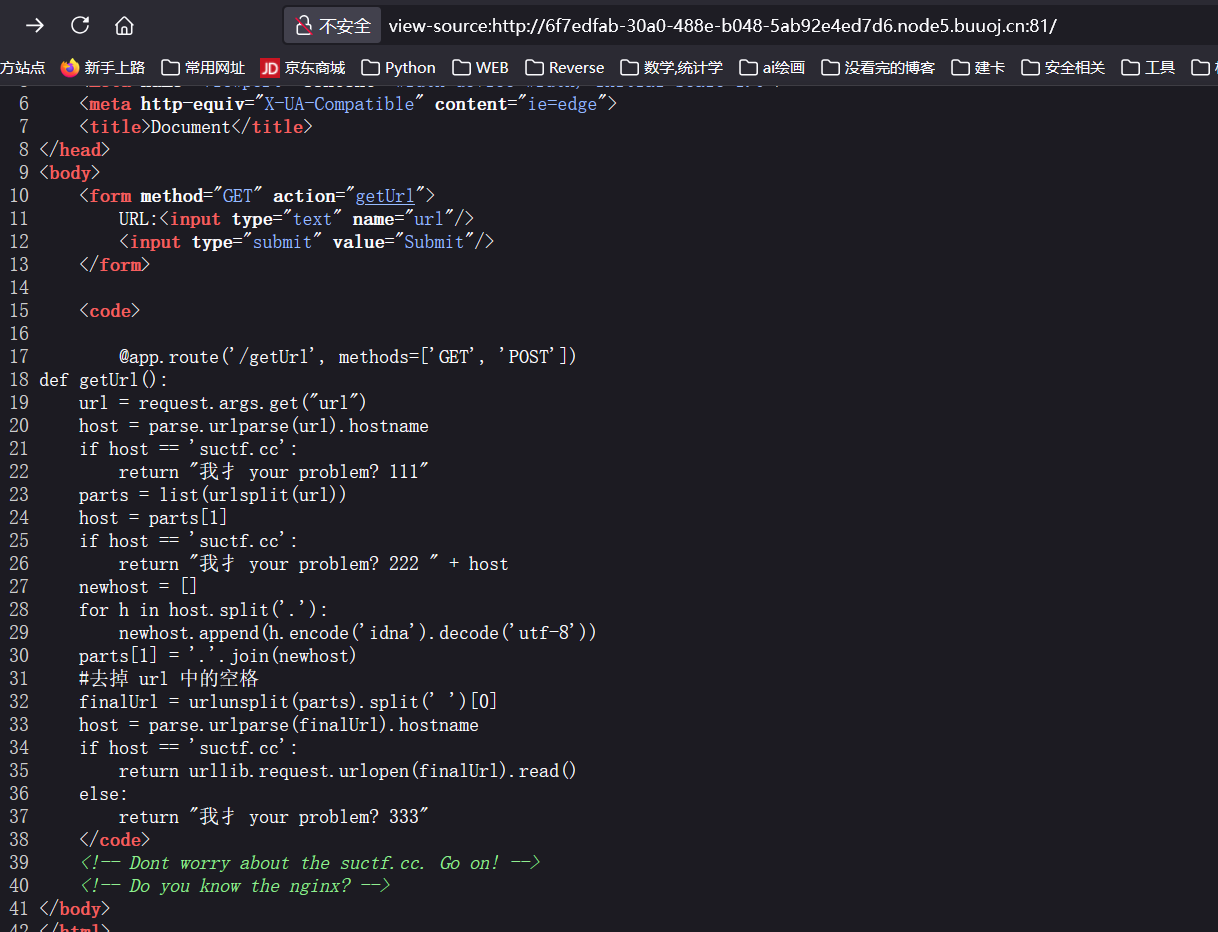 不安全 view-source:http://6f7edfab-30a0-488e-b048-5ab92e4ed7d6.node5.buuoj.cn:81/
方站点 新手上路 常用网址 JD 京东商城 Python WEB Reverse 数学,统计学 ai绘画 没看完的博客 建卡 安全相关 工具
6 <meta http-equiv="X-UA-Compatible" content="ie=edge">
7 <title>Document</title>
8 </head>
9 <body>
10 <form method="GET" action="getUrl">
11 URL:<input type="text" name="url"/>
12 <input type="submit" value="Submit"/>
13 </form>
14
15 <code>
16
17 @app.route('/getUrl', methods=['GET', 'POST'])
18 def getUrl():
19 url = request.args.get("url")
20 host = parse.urlparse(url).hostname
21 if host == 'suctf.cc':
22 return "我扌 your problem? 111"
23 parts = list(urlsplit(url))
24 host = parts[1]
25 if host == 'suctf.cc':
26 return "我扌 your problem? 222 " + host
27 newhost = []
28 for h in host.split('.'):
29 newhost.append(h.encode('idna').decode('utf-8'))
30 parts[1] = '.'.join(newhost)
31 #去掉 url 中的空格
32 finalUrl = urlunsplit(parts).split(' ')[0]
33 host = parse.urlparse(finalUrl).hostname
34 if host == 'suctf.cc':
35 return urllib.request.urlopen(finalUrl).read()
36 else:
37 return "我扌 your problem? 333"
38 </code>
39 <!-- Dont worry about the suctf.cc. Go on! -->
40 <!-- Do you know the nginx? -->
41 </body>
42 </html>